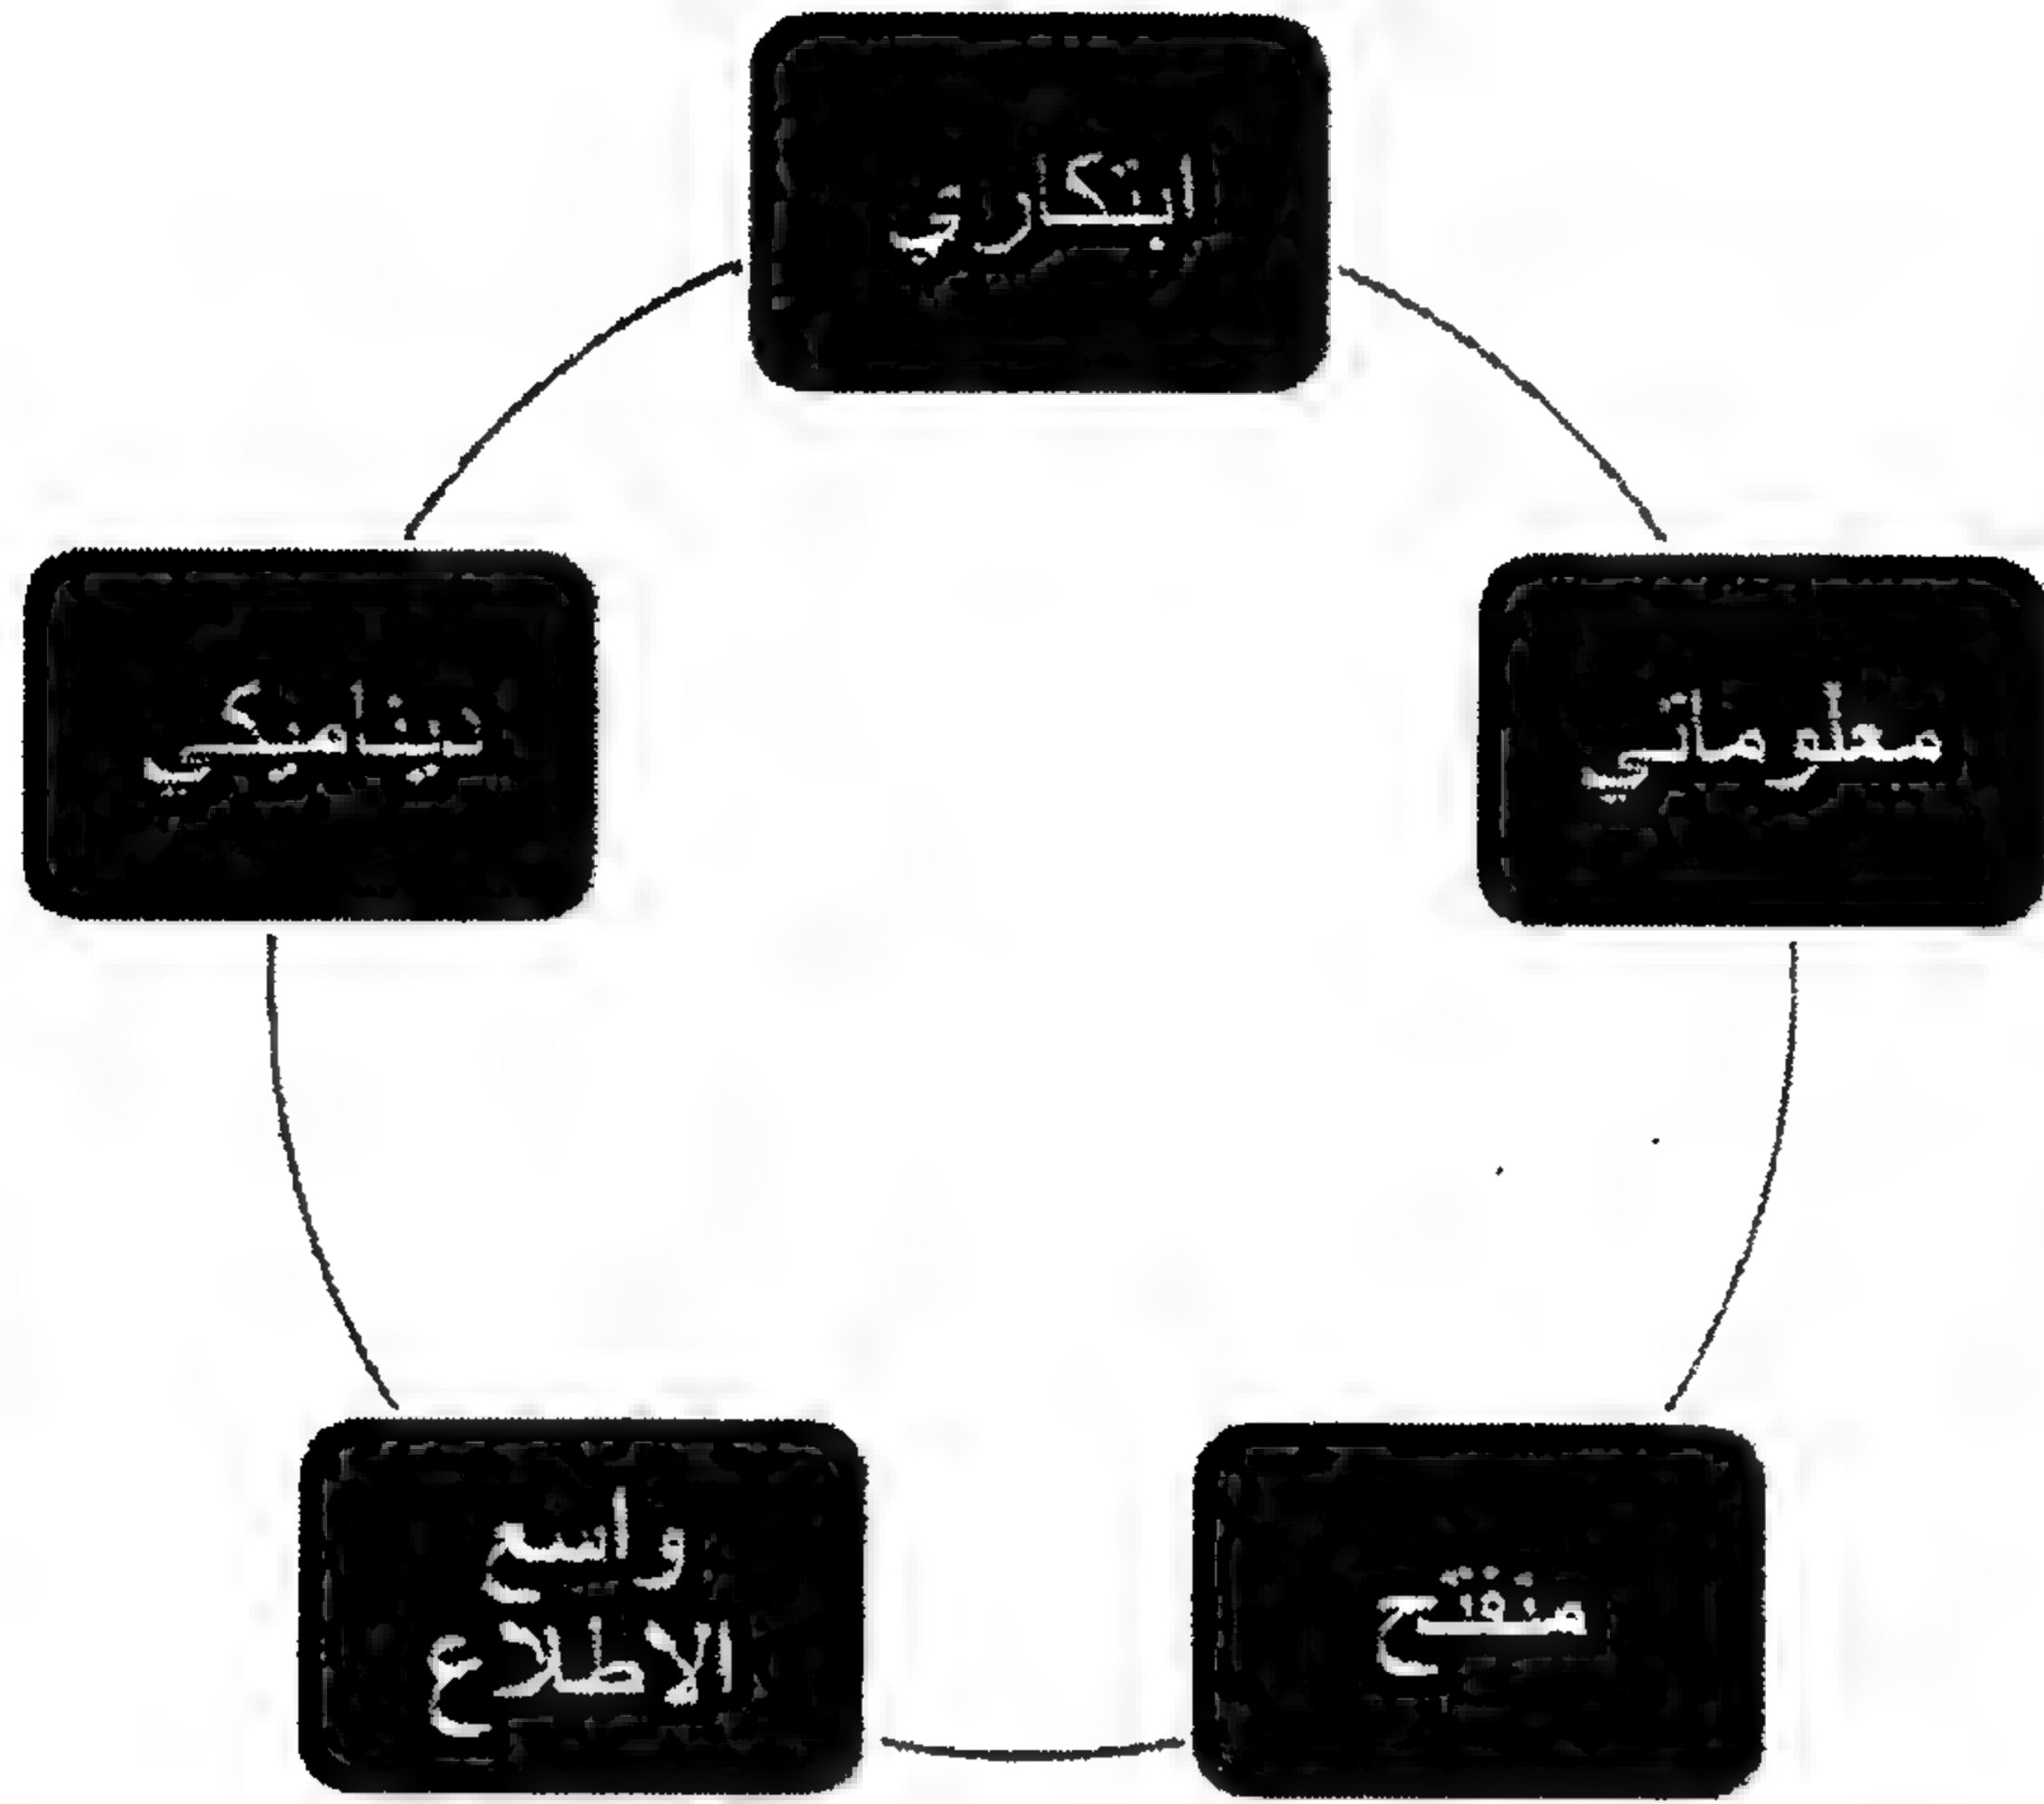 ابتكاري
معلوماتي
ديناميكي
منفتح
واسع
الاطلاع